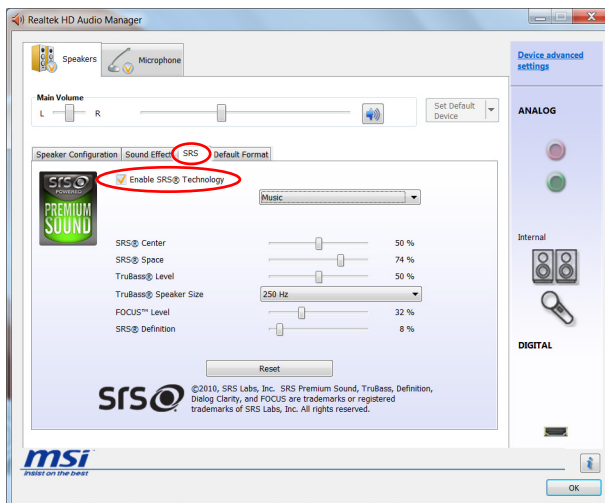 Realtek HD Audio Manager
Speakers
Microphone
Device advanced
settings
Main Volume
L R
Set Default
Device
ANALOG
Speaker Configuration Sound Effect SRS Default Format
SRS
POWERED
PREMIUM
SOUND
Enable SRS® Technology
Music
SRS® Center 50 %
SRS® Space 74 %
TruBass® Level 50 %
TruBass® Speaker Size 250 Hz
FOCUS™ Level 32 %
SRS® Definition 8 %
Internal
DIGITAL
Reset
SRS
©2010, SRS Labs, Inc. SRS Premium Sound, TruBass, Definition,
Dialog Clarity, and FOCUS are trademarks or registered
trademarks of SRS Labs, Inc. All rights reserved.
msi
insist on the best
i
OK